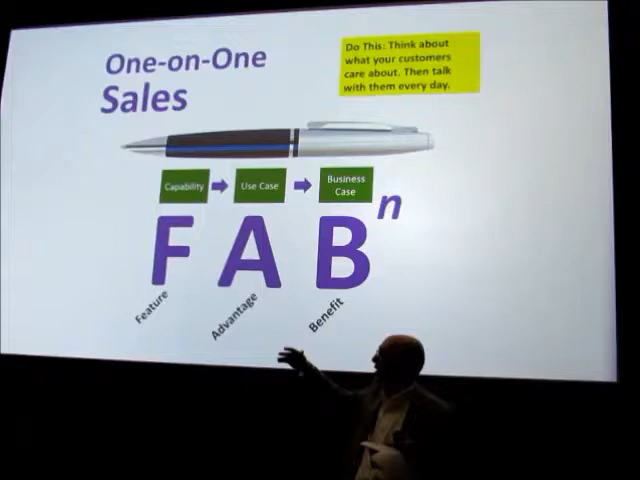 One-on-One
Sales
Do This: Think about
what your customers
care about. Then talk
with them every day.
Capability
Use Case
Business
Case
F A B n
Feature
Advantage
Benefit